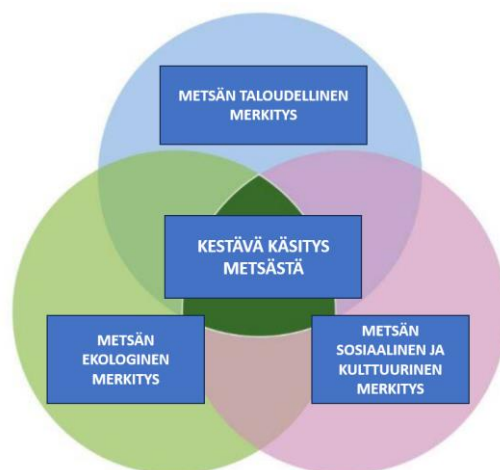 METSÄN TALOUDELLINEN
MERKITYS
KESTÄVÄ KÄSITYS
METSÄSTÄ
METSÄN
EKOLOGINEN
MERKITYS
METSÄN
SOSIAALINEN JA
KULTTUURINEN
MERKITYS